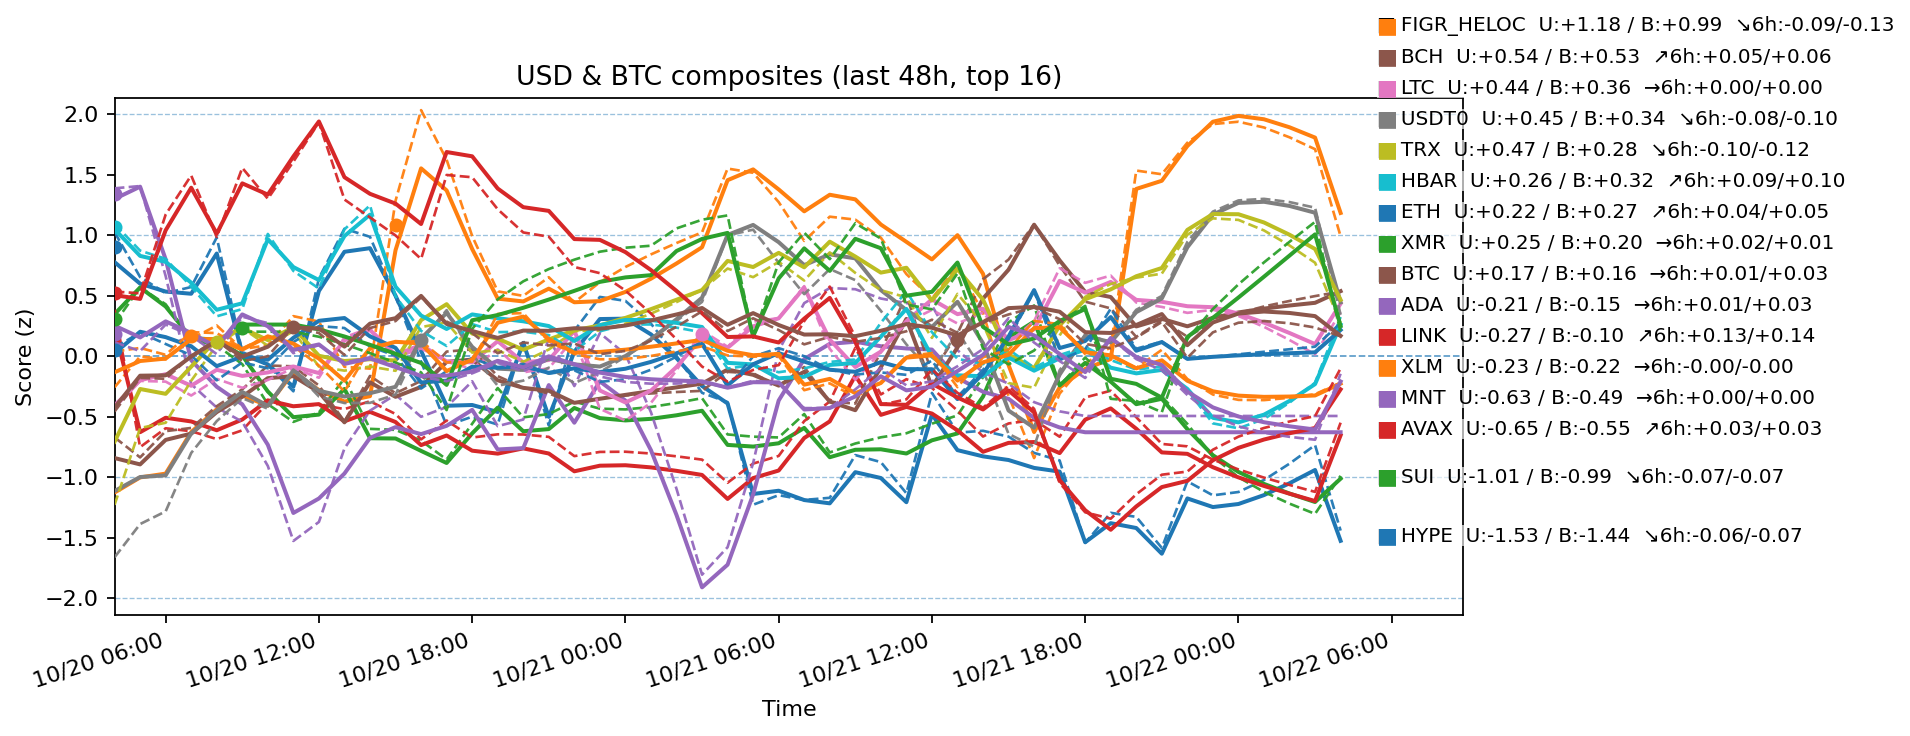 USD & BTC composites (last 48h, top 16)
FIGR_HELOC U:+1.18 / B:+0.99 ↘6h:-0.09/-0.13
BCH U:+0.54 / B:+0.53 ↗6h:+0.05/+0.06
LTC U:+0.44 / B:+0.36 →6h:+0.00/+0.00
USDT0 U:+0.45 / B:+0.34 ↘6h:-0.08/-0.10
TRX U:+0.47 / B:+0.28 ↘6h:-0.10/-0.12
HBAR U:+0.26 / B:+0.32 ↗6h:+0.09/+0.10
ETH U:+0.22 / B:+0.27 ↗6h:+0.04/+0.05
XMR U:+0.25 / B:+0.20 →6h:+0.02/+0.01
BTC U:+0.17 / B:+0.16 →6h:+0.01/+0.03
ADA U:-0.21 / B:-0.15 →6h:+0.01/+0.03
LINK U:-0.27 / B:-0.10 ↗6h:+0.13/+0.14
XLM U:-0.23 / B:-0.22 →6h:-0.00/-0.00
MNT U:-0.63 / B:-0.49 →6h:+0.00/+0.00
AVAX U:-0.65 / B:-0.55 ↗6h:+0.03/+0.03
SUI U:-1.01 / B:-0.99 ↘6h:-0.07/-0.07
HYPE U:-1.53 / B:-1.44 ↘6h:-0.06/-0.07
Score (z)
2.0
1.5
1.0
0.5
0.0
−0.5
−1.0
−1.5
−2.0
10/20 06:00
10/20 12:00
10/20 18:00
10/21 00:00
10/21 06:00
10/21 12:00
10/21 18:00
10/22 00:00
10/22 06:00
Time